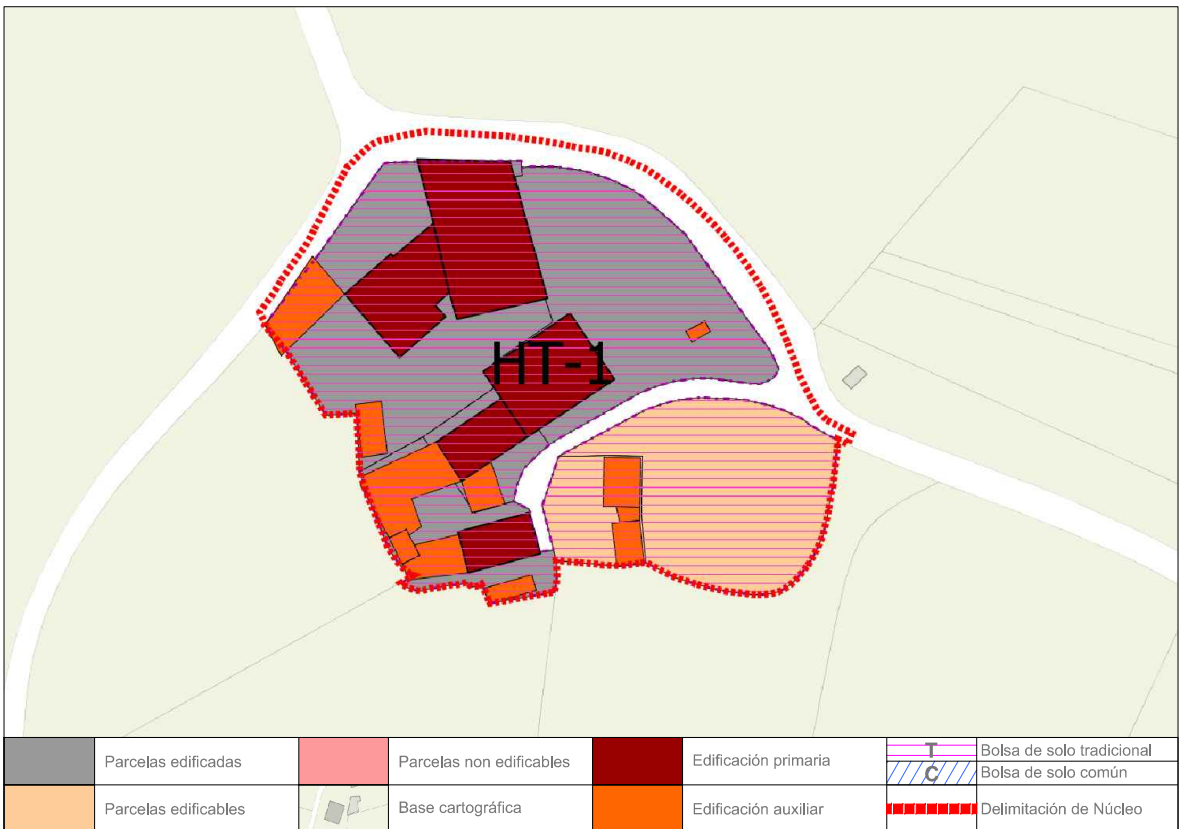 HT-1
Parcelas edificadas
Parcelas non edificables
Edificación primaria
T
Bolsa de solo tradicional
C
Bolsa de solo común
Parcelas edificables
Base cartográfica
Edificación auxiliar
Delimitación de Núcleo